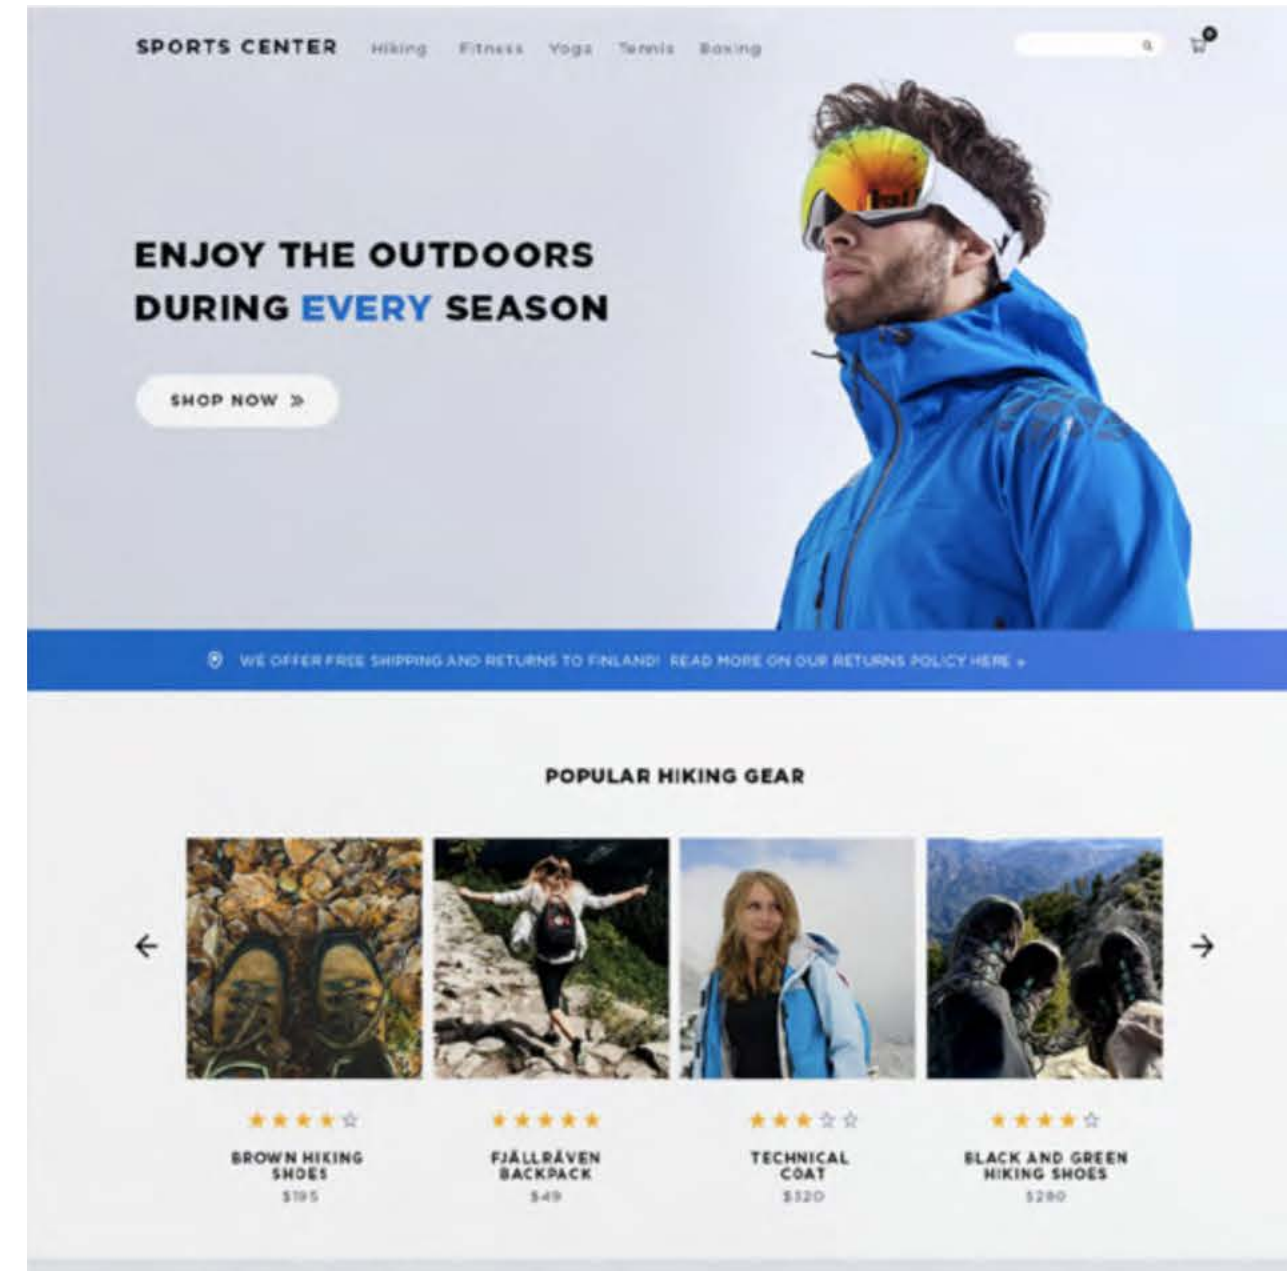 SPORTS CENTER Hiking Fitness Yoga Tennis Boxing
0
ENJOY THE OUTDOORS
DURING EVERY SEASON
SHOP NOW »
WE OFFER FREE SHIPPING AND RETURNS TO FINLAND! READ MORE ON OUR RETURNS POLICY HERE »
POPULAR HIKING GEAR
BROWN HIKING
SHOES
$195
FJÄLLRÄVEN
BACKPACK
$49
TECHNICAL
COAT
$320
BLACK AND GREEN
HIKING SHOES
$280